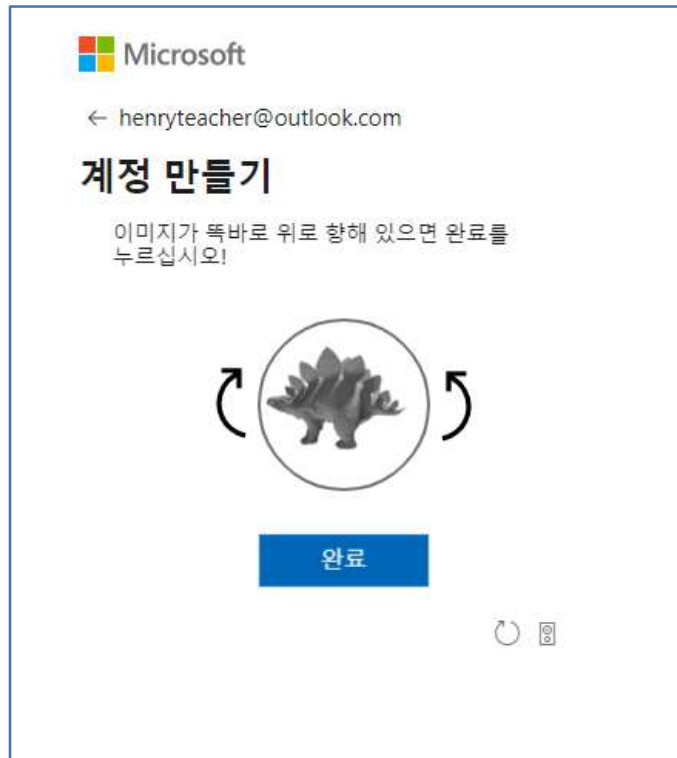 Microsoft
← henryteacher@outlook.com
계정 만들기
이미지가 똑바로 위로 향해 있으면 완료를
누르십시오!
완료